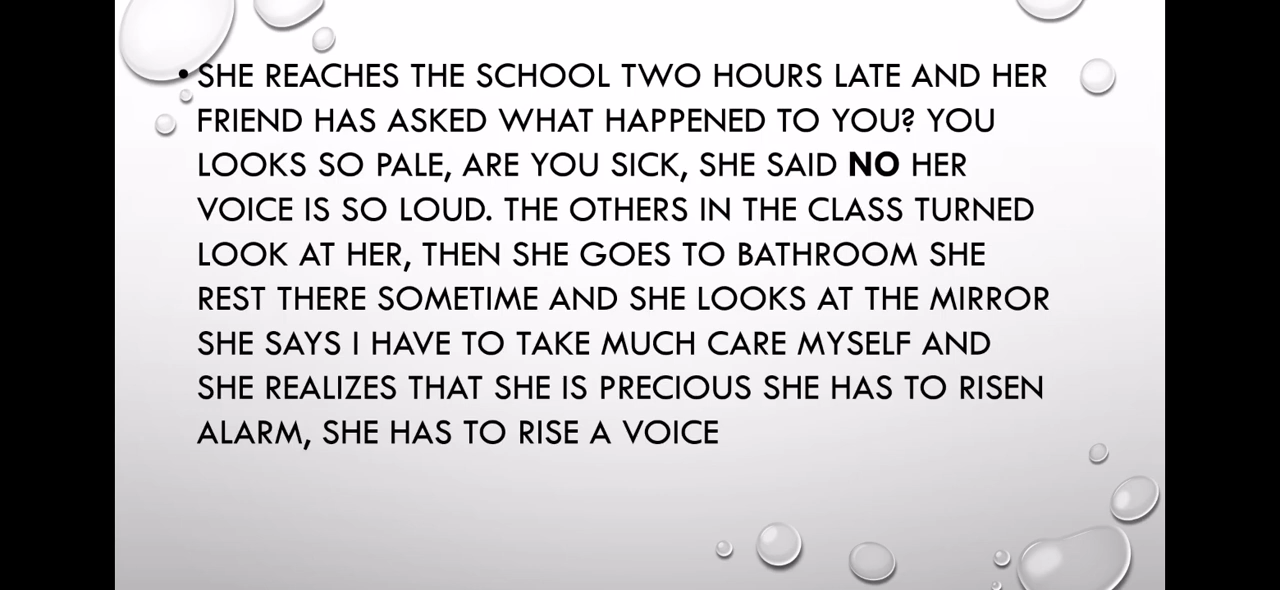 • SHE REACHES THE SCHOOL TWO HOURS LATE AND HER
FRIEND HAS ASKED WHAT HAPPENED TO YOU? YOU
LOOKS SO PALE, ARE YOU SICK, SHE SAID NO HER
VOICE IS SO LOUD. THE OTHERS IN THE CLASS TURNED
LOOK AT HER, THEN SHE GOES TO BATHROOM SHE
REST THERE SOMETIME AND SHE LOOKS AT THE MIRROR
SHE SAYS I HAVE TO TAKE MUCH CARE MYSELF AND
SHE REALIZES THAT SHE IS PRECIOUS SHE HAS TO RISEN
ALARM, SHE HAS TO RISE A VOICE